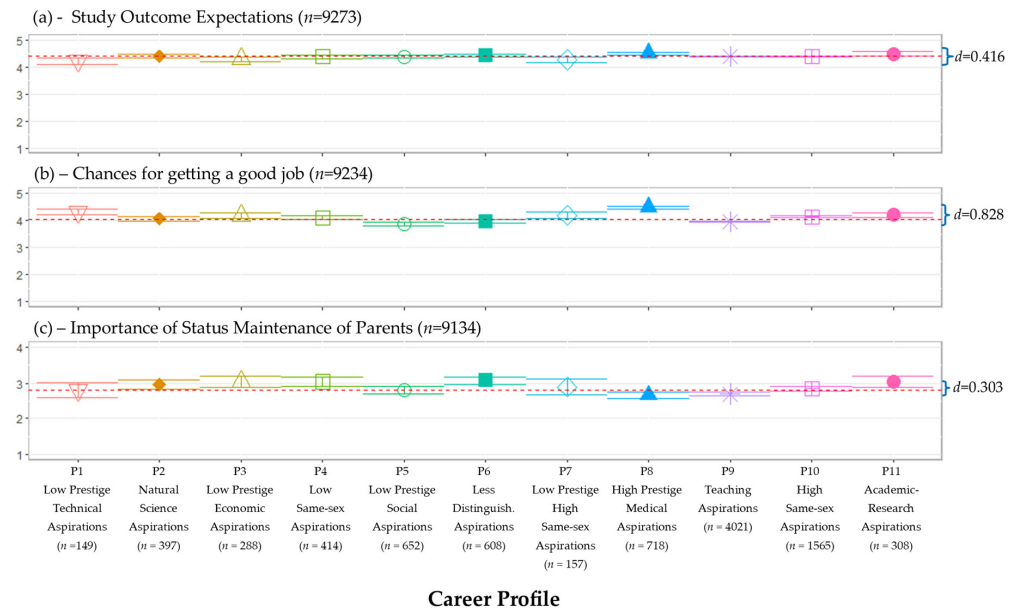 (a) - Study Outcome Expectations (n=9273)
5
4
3
2
1
d=0.416
(b) – Chances for getting a good job (n=9234)
5
4
3
2
1
d=0.828
(c) – Importance of Status Maintenance of Parents (n=9134)
4
3
2
1
d=0.303
P1
Low Prestige
Technical
Aspirations
(n =149)
P2
Natural
Science
Aspirations
(n = 397)
P3
Low Prestige
Economic
Aspirations
(n = 288)
P4
Low
Same-sex
Aspirations
(n = 414)
P5
Low Prestige
Social
Aspirations
(n = 652)
P6
Less
Distinguish.
Aspirations
(n = 608)
P7
Low Prestige
High
Same-sex
Aspirations
(n = 157)
P8
High Prestige
Medical
Aspirations
(n = 718)
P9
Teaching
Aspirations
(n = 4021)
P10
High
Same-sex
Aspirations
(n = 1565)
P11
Academic-
Research
Aspirations
(n = 308)
Career Profile